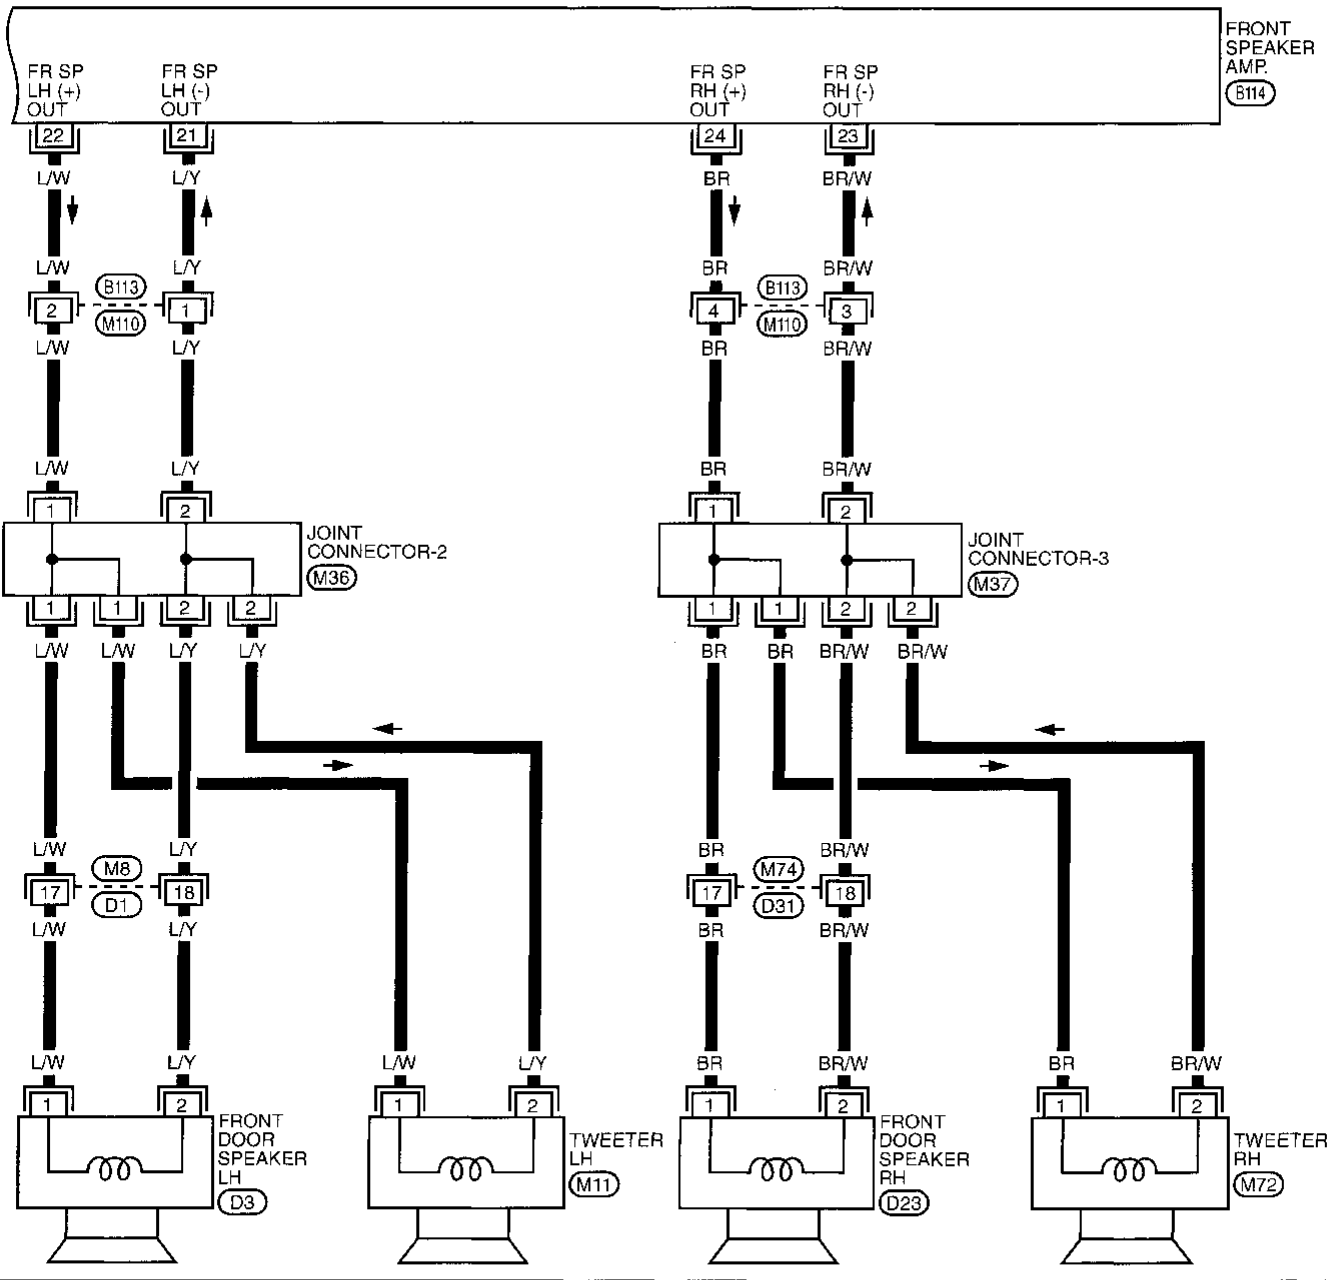 FRONT
SPEAKER
AMP.
B114
FR SP
LH (+)
OUT
FR SP
LH (-)
OUT
FR SP
RH (+)
OUT
FR SP
RH (-)
OUT
22 21 24 23
L/W L/Y BR BR/W
L/W L/Y BR BR/W
B113 B113
2 1 4 3
M110 M110
L/W L/Y BR BR/W
L/W L/Y BR BR/W
1 2 1 2
JOINT
CONNECTOR-2
M36
JOINT
CONNECTOR-3
M37
1 1 2 2 1 1 2 2
L/W L/W L/Y L/Y BR BR BR/W BR/W
L/W L/Y BR BR/W
M8 M74
17 18 17 18
D1 D31
L/W L/Y BR BR/W
L/W L/Y L/W L/Y BR BR/W BR BR/W
1 2 1 2 1 2 1 2
FRONT
DOOR
SPEAKER
LH
D3
TWEETER
LH
M11
FRONT
DOOR
SPEAKER
RH
D23
TWEETER
RH
M72